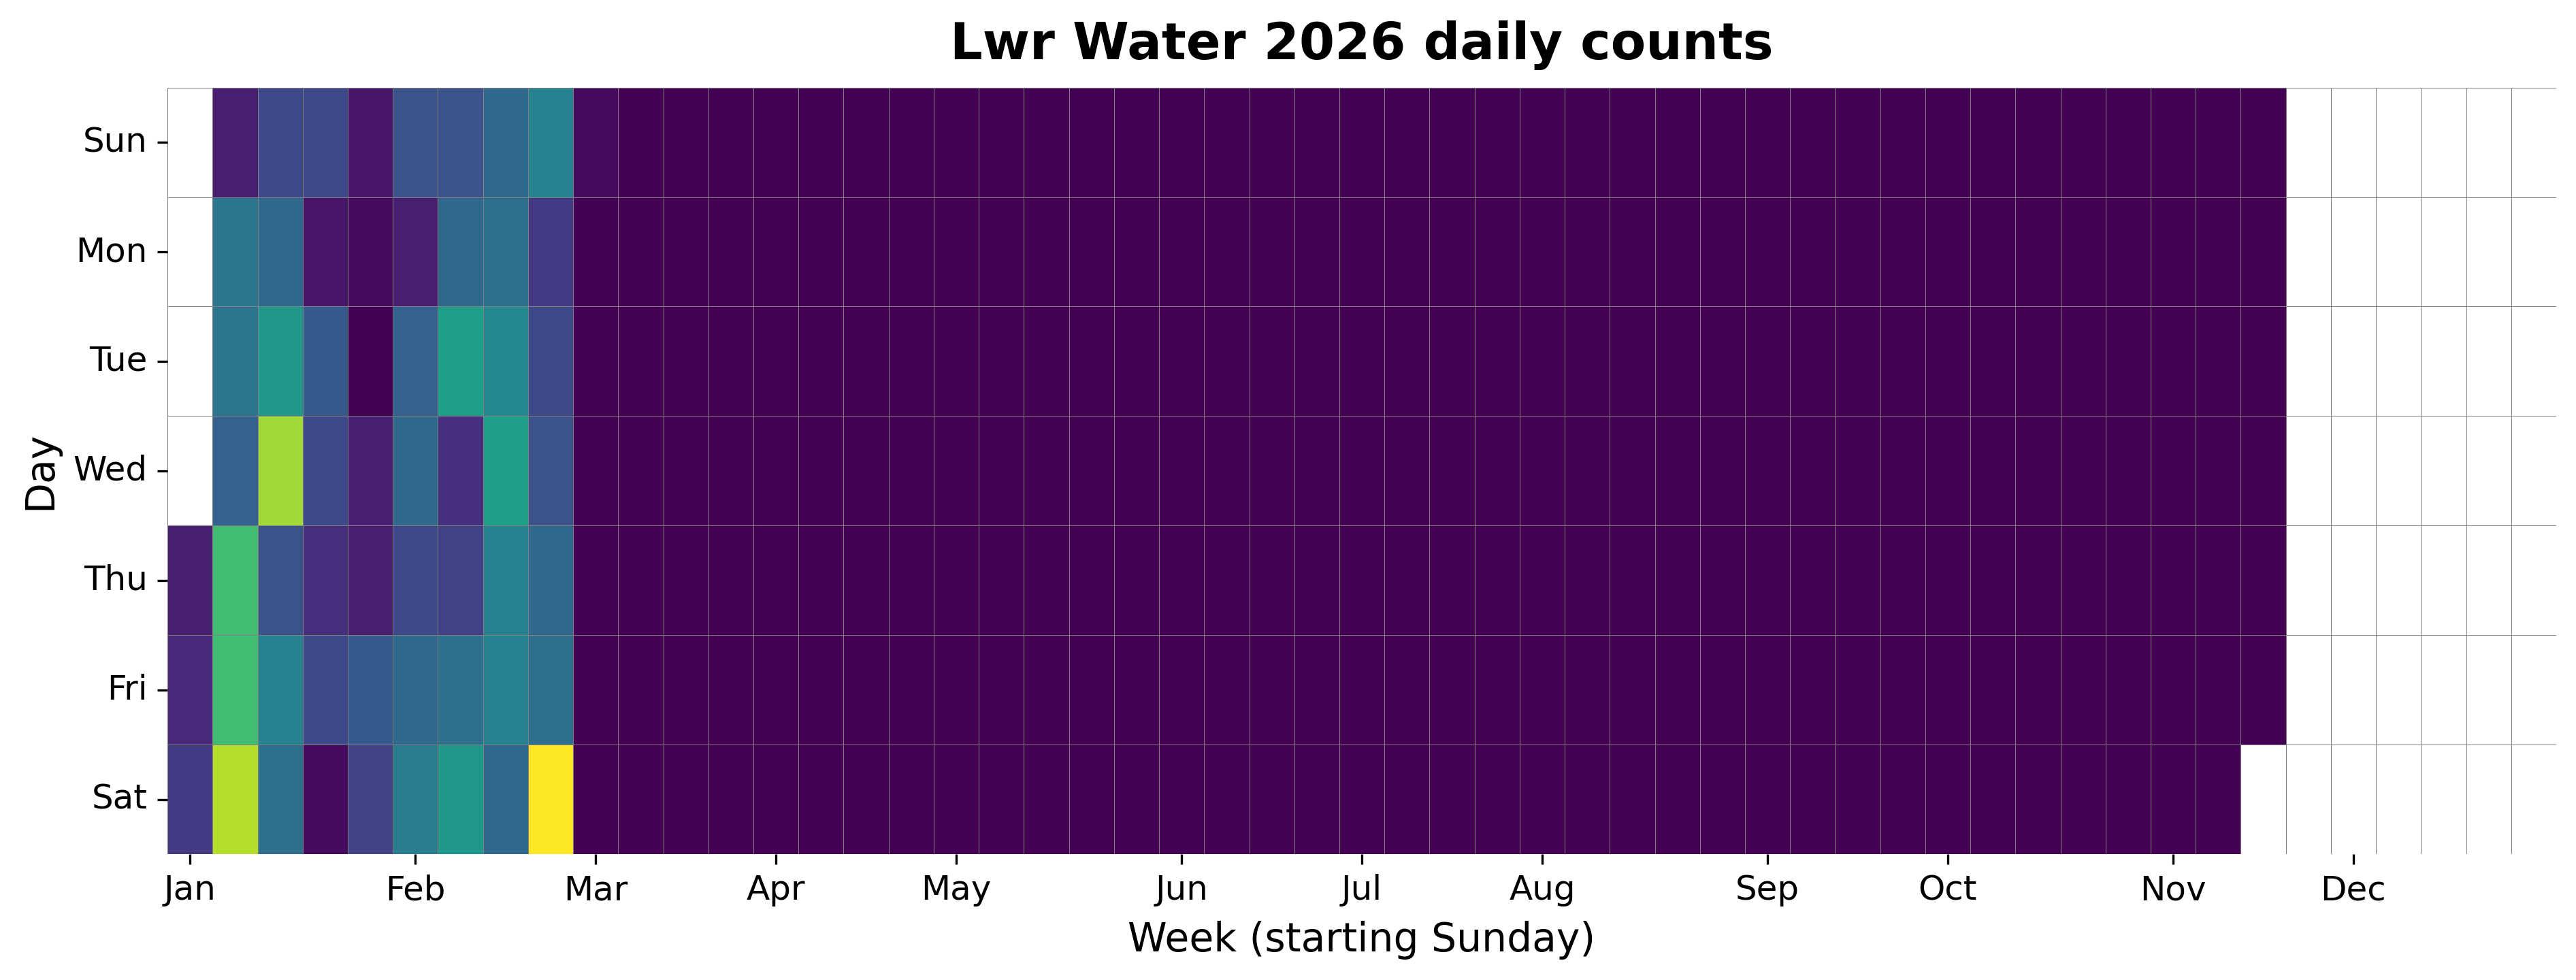 Lwr Water 2026 daily counts
Day
Sun
Mon
Tue
Wed
Thu
Fri
Sat
Jan Feb Mar Apr May Jun Jul Aug Sep Oct Nov Dec
Week (starting Sunday)